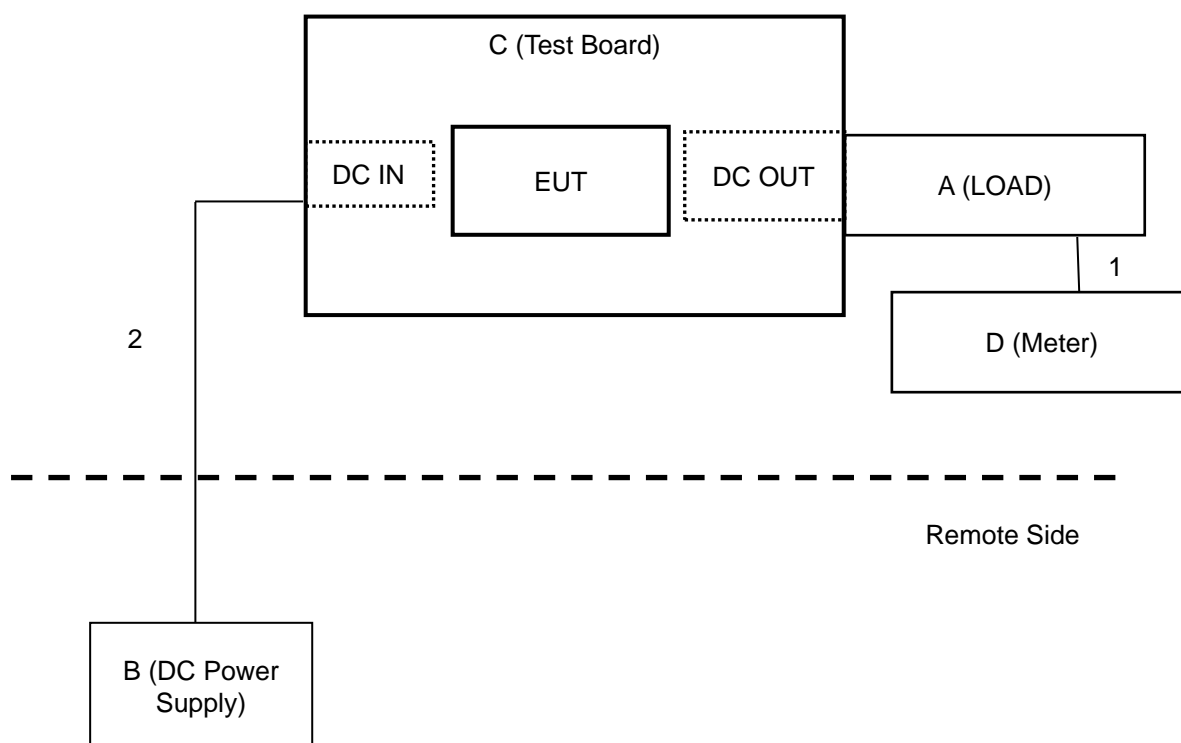 C (Test Board)
DC IN
EUT
DC OUT
A (LOAD)
1
2
D (Meter)
Remote Side
B (DC Power
Supply)